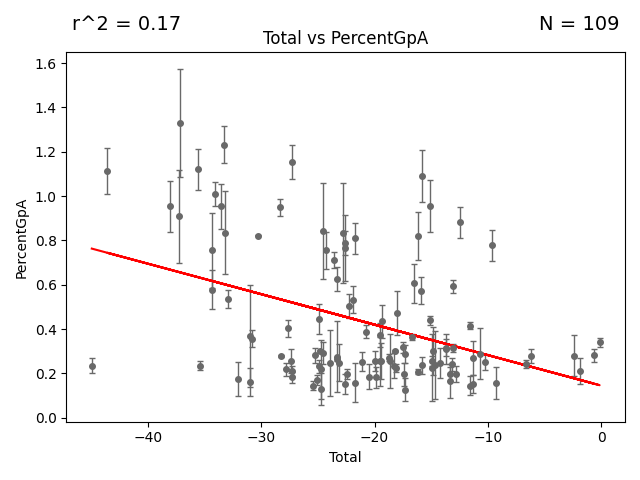 r^2 = 0.17
N = 109
Total vs PercentGpA
1.6
1.4
1.2
1.0
0.8
0.6
0.4
0.2
0.0
PercentGpA
−40
−30
−20
−10
0
Total